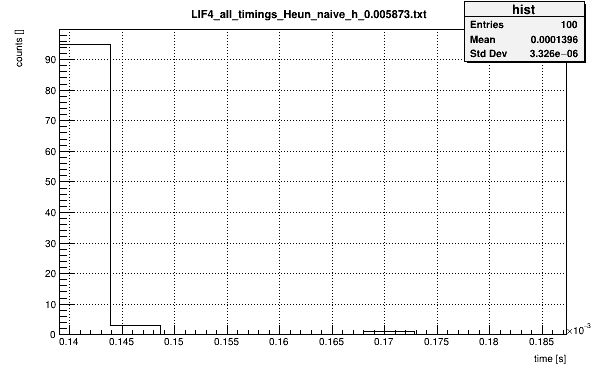 LIF4_all_timings_Heun_naive_h_0.005873.txt
hist
Entries 100
Mean 0.0001396
Std Dev 3.326e−06
counts []
90
80
70
60
50
40
30
20
10
0
0.14 0.145 0.15 0.155 0.16 0.165 0.17 0.175 0.18 0.185 ×10−3
time [s]